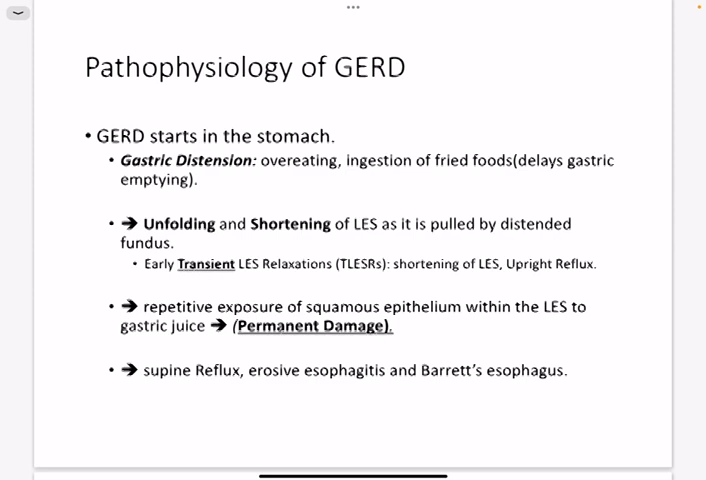 Pathophysiology of GERD
• GERD starts in the stomach.
• Gastric Distension: overeating, ingestion of fried foods(delays gastric
emptying).
• ➔ Unfolding and Shortening of LES as it is pulled by distended
fundus.
• Early Transient LES Relaxations (TLESRs): shortening of LES, Upright Reflux.
• ➔ repetitive exposure of squamous epithelium within the LES to
gastric juice ➔ (Permanent Damage).
• ➔ supine Reflux, erosive esophagitis and Barrett’s esophagus.